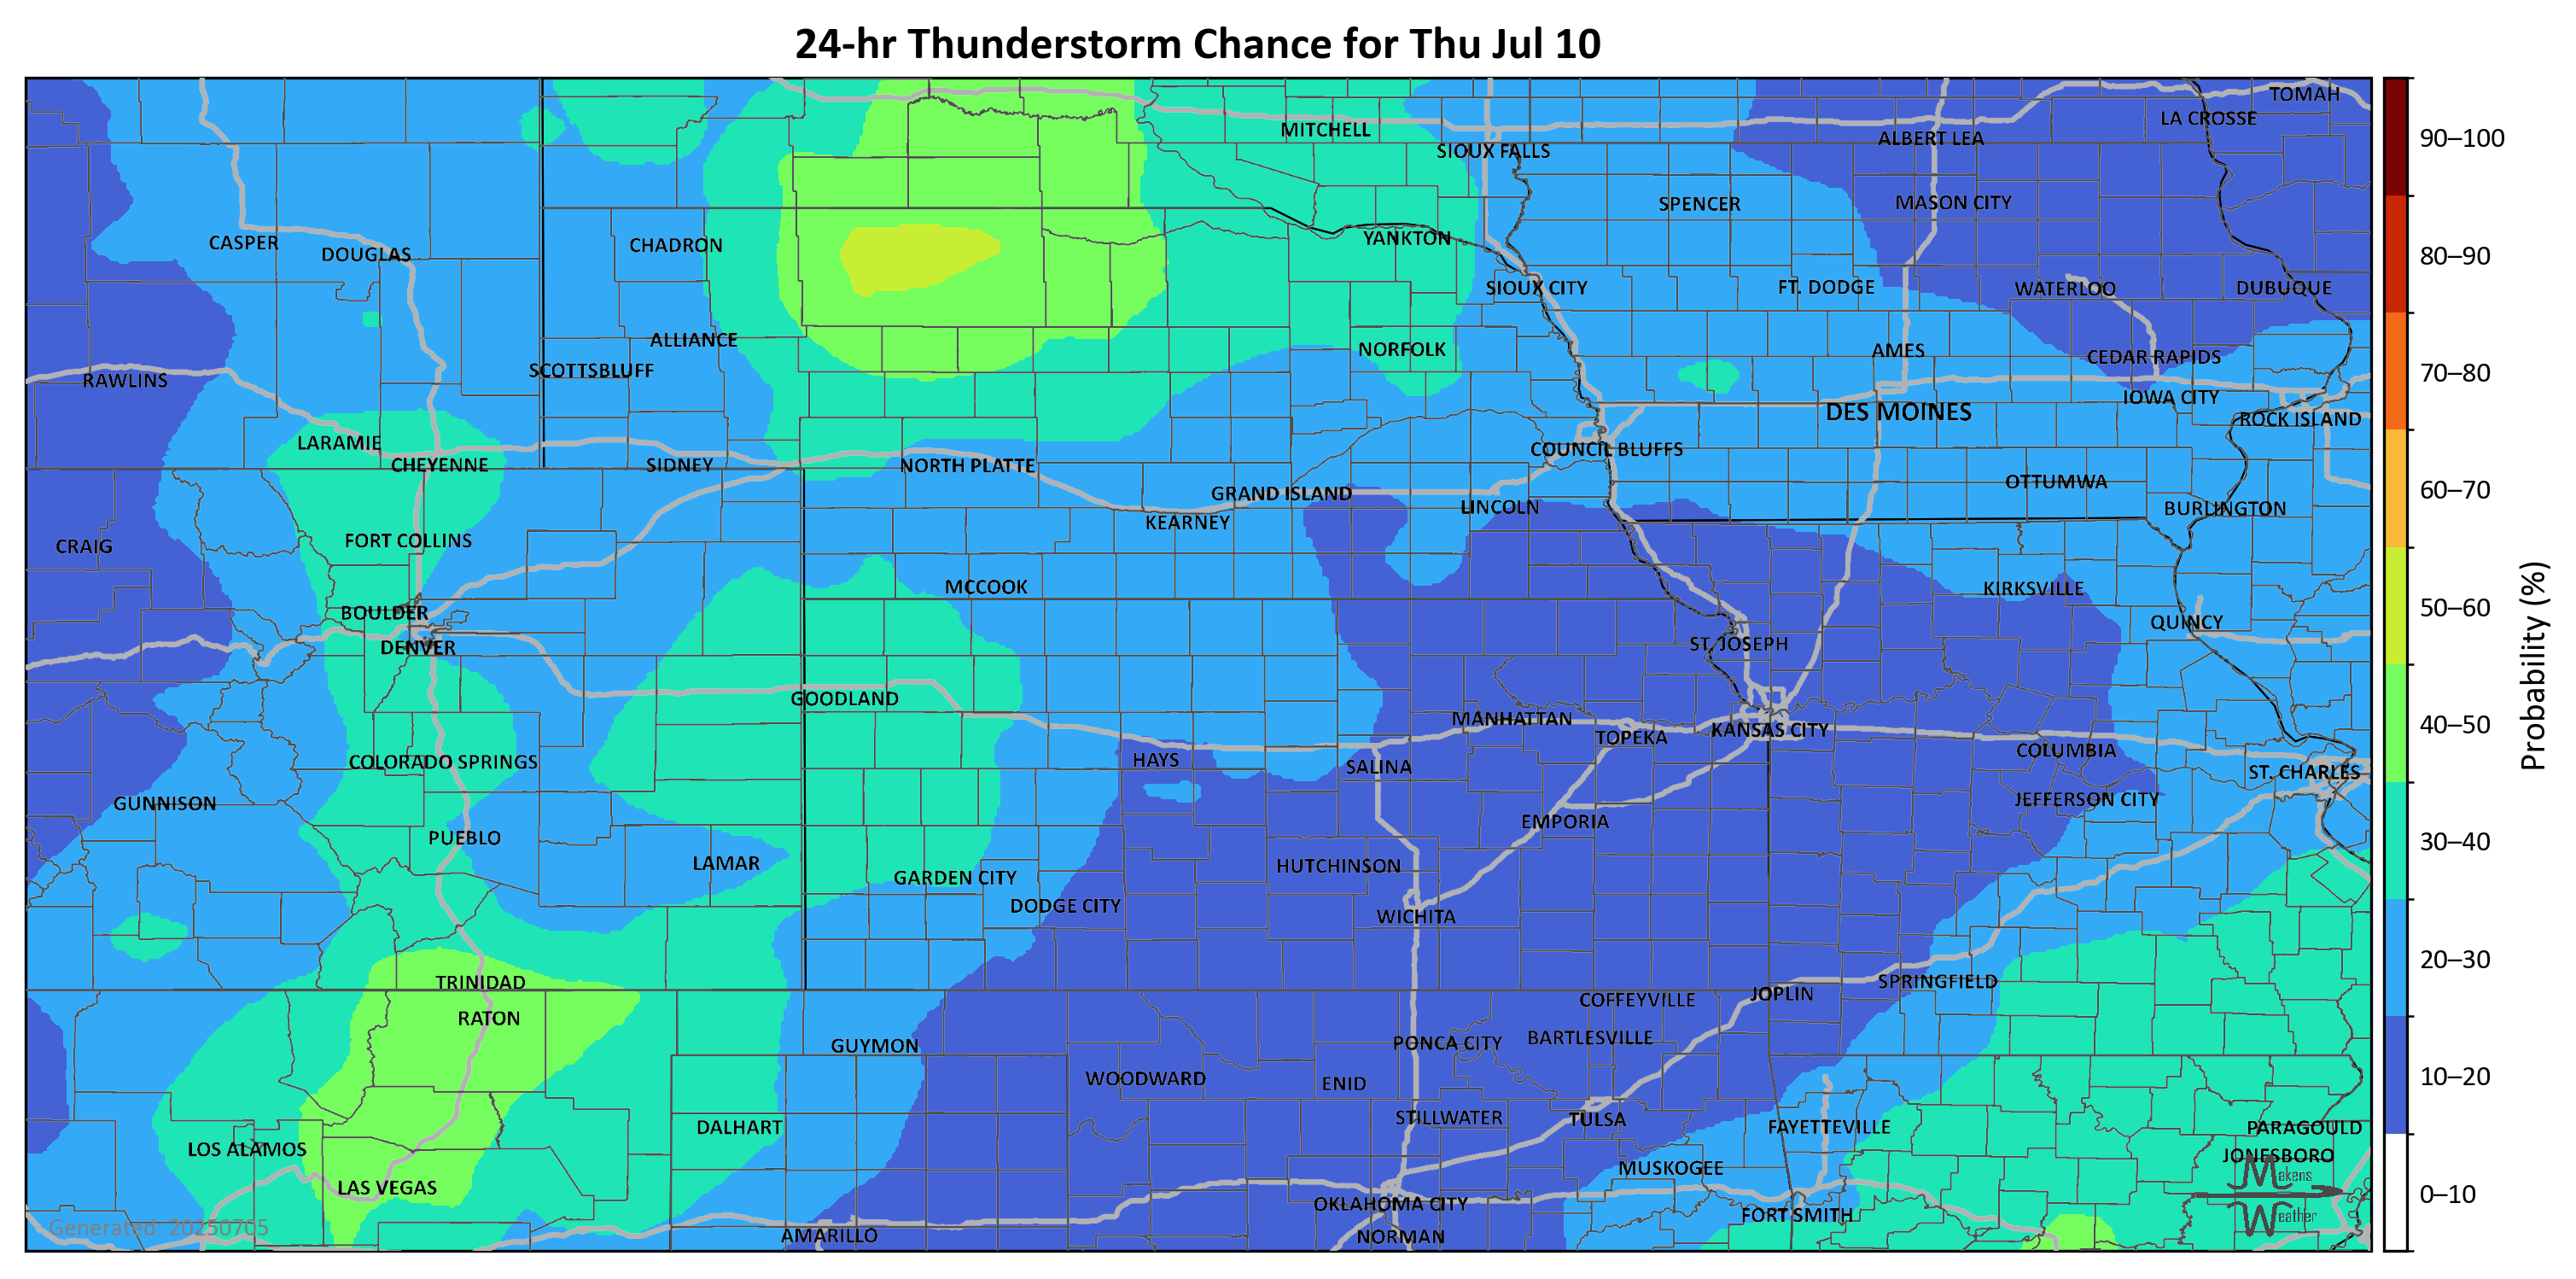 24-hr Thunderstorm Chance for Thu Jul 10
TOMAH
LA CROSSE
MITCHELL
ALBERT LEA
SIOUX FALLS
SPENCER
MASON CITY
CASPER
DOUGLAS
CHADRON
YANKTON
SIOUX CITY
FT. DODGE
WATERLOO
DUBUQUE
ALLIANCE
NORFOLK
AMES
CEDAR RAPIDS
SCOTTSBLUFF
RAWLINS
IOWA CITY
DES MOINES
ROCK ISLAND
LARAMIE
COUNCIL BLUFFS
CHEYENNE
SIDNEY
NORTH PLATTE
OTTUMWA
GRAND ISLAND
LINCOLN
BURLINGTON
KEARNEY
FORT COLLINS
CRAIG
MCCOOK
KIRKSVILLE
BOULDER
QUINCY
DENVER
ST. JOSEPH
GOODLAND
MANHATTAN
KANSAS CITY
TOPEKA
COLUMBIA
COLORADO SPRINGS
HAYS
SALINA
ST. CHARLES
GUNNISON
JEFFERSON CITY
EMPORIA
PUEBLO
LAMAR
HUTCHINSON
GARDEN CITY
DODGE CITY
WICHITA
TRINIDAD
SPRINGFIELD
JOPLIN
COFFEYVILLE
RATON
BARTLESVILLE
GUYMON
PONCA CITY
WOODWARD
ENID
STILLWATER
TULSA
DALHART
FAYETTEVILLE
PARAGOULD
LOS ALAMOS
JONESBORO
MUSKOGEE
LAS VEGAS
OKLAHOMA CITY
FORT SMITH
AMARILLO
NORMAN
Generated: 20250705
Makens
Weather
90–100
80–90
70–80
60–70
50–60
40–50
30–40
20–30
10–20
0–10
Probability (%)